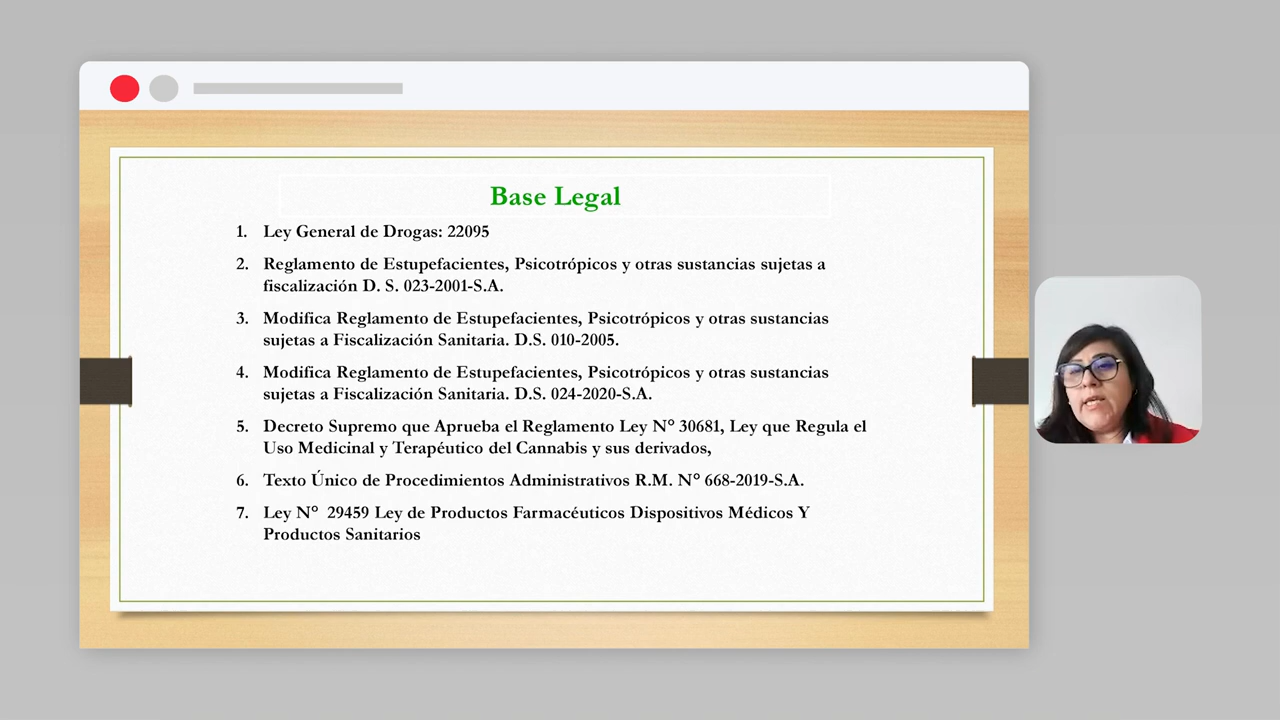 Base Legal
1. Ley General de Drogas: 22095
2. Reglamento de Estupefacientes, Psicotrópicos y otras sustancias sujetas a
fiscalización D. S. 023-2001-S.A.
3. Modifica Reglamento de Estupefacientes, Psicotrópicos y otras sustancias
sujetas a Fiscalización Sanitaria. D.S. 010-2005.
4. Modifica Reglamento de Estupefacientes, Psicotrópicos y otras sustancias
sujetas a Fiscalización Sanitaria. D.S. 024-2020-S.A.
5. Decreto Supremo que Aprueba el Reglamento Ley N° 30681, Ley que Regula el
Uso Medicinal y Terapéutico del Cannabis y sus derivados,
6. Texto Único de Procedimientos Administrativos R.M. N° 668-2019-S.A.
7. Ley N° 29459 Ley de Productos Farmacéuticos Dispositivos Médicos Y
Productos Sanitarios